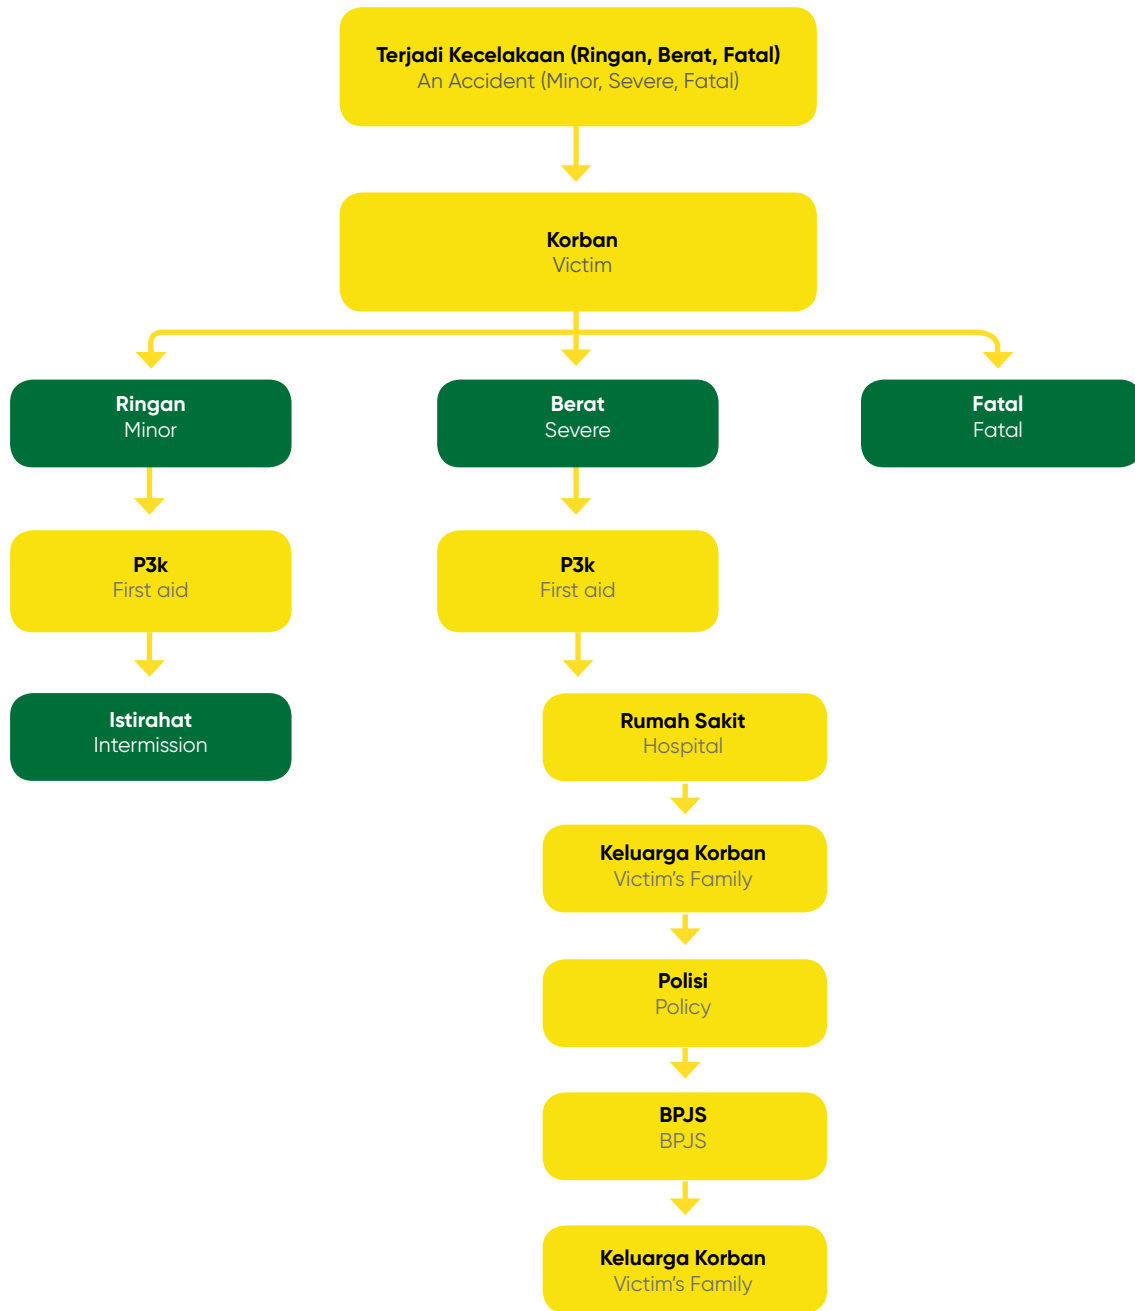 Terjadi Kecelakaan (Ringan, Berat, Fatal)
An Accident (Minor, Severe, Fatal)
Korban
Victim
Ringan
Minor
Berat
Severe
Fatal
Fatal
P3k
First aid
P3k
First aid
Istirahat
Intermission
Rumah Sakit
Hospital
Keluarga Korban
Victim's Family
Polisi
Policy
BPJS
BPJS
Keluarga Korban
Victim's Family